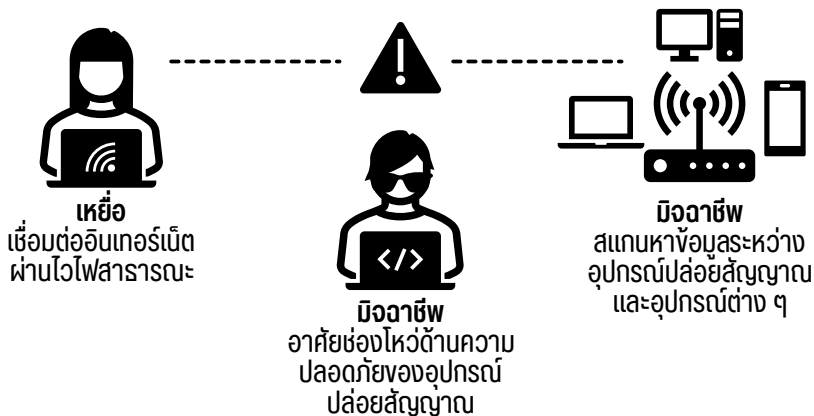 เหยื่อ
เชื่อมต่ออินเทอร์เน็ต
ผ่านไวไฟสาธารณะ
</>
มิจฉาชีพ
อาศัยช่องโหว่ด้านความ
ปลอดภัยของอุปกรณ์
ปล่อยสัญญาณ
มิจฉาชีพ
สแกนหาข้อมูลระหว่าง
อุปกรณ์ปล่อยสัญญาณ
และอุปกรณ์ต่าง ๆ